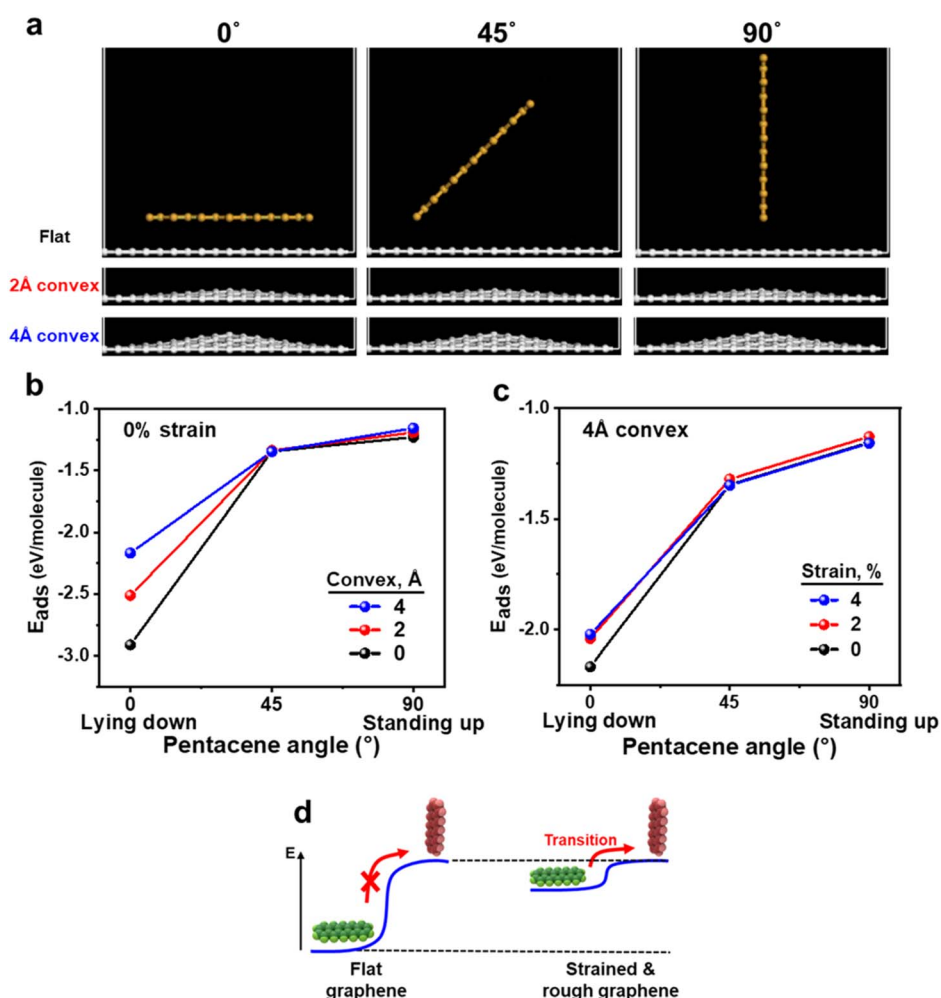 a
0° 45° 90°
Flat
2Å convex
4Å convex
b
0% strain
-1.0
-1.5
-2.0
-2.5
-3.0
E_ads (eV/molecule)
Convex, Å
4
2
0
0 45 90
Lying down Standing up
Pentacene angle (°)
c
4Å convex
-1.0
-1.5
-2.0
E_ads (eV/molecule)
Strain, %
4
2
0
0 45 90
Lying down Standing up
Pentacene angle (°)
d
E
Transition
Flat
graphene
Strained &
rough graphene